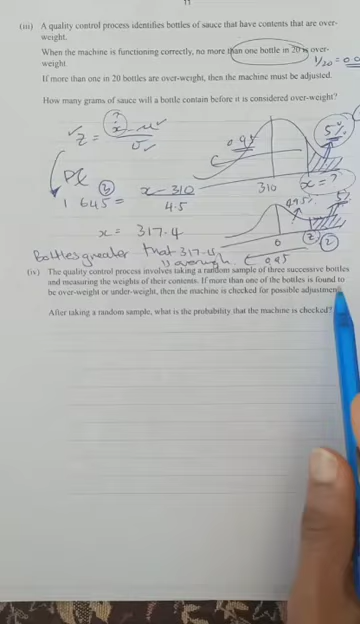 11
(iii) A quality control process identifies bottles of sauce that have contents that are over-
weight.
When the machine is functioning correctly, no more than one bottle in 20 is over-
weight
1/20 = 0.0
If more than one in 20 bottles are over-weight, then the machine must be adjusted.
How many grams of sauce will a bottle contain before it is considered over-weight?
z = x - μ
σ
0.95
5%
310
x = ?
1.645 = x - 310
4.5
x = 317.4
0
z
0.95
Bottles greater that 317.4
is overweigh
(iv) The quality control process involves taking a random sample of three successive bottles
and measuring the weights of their contents. If more than one of the bottles is found to
be over-weight or under-weight, then the machine is checked for possible adjustment
After taking a random sample, what is the probability that the machine is checked?